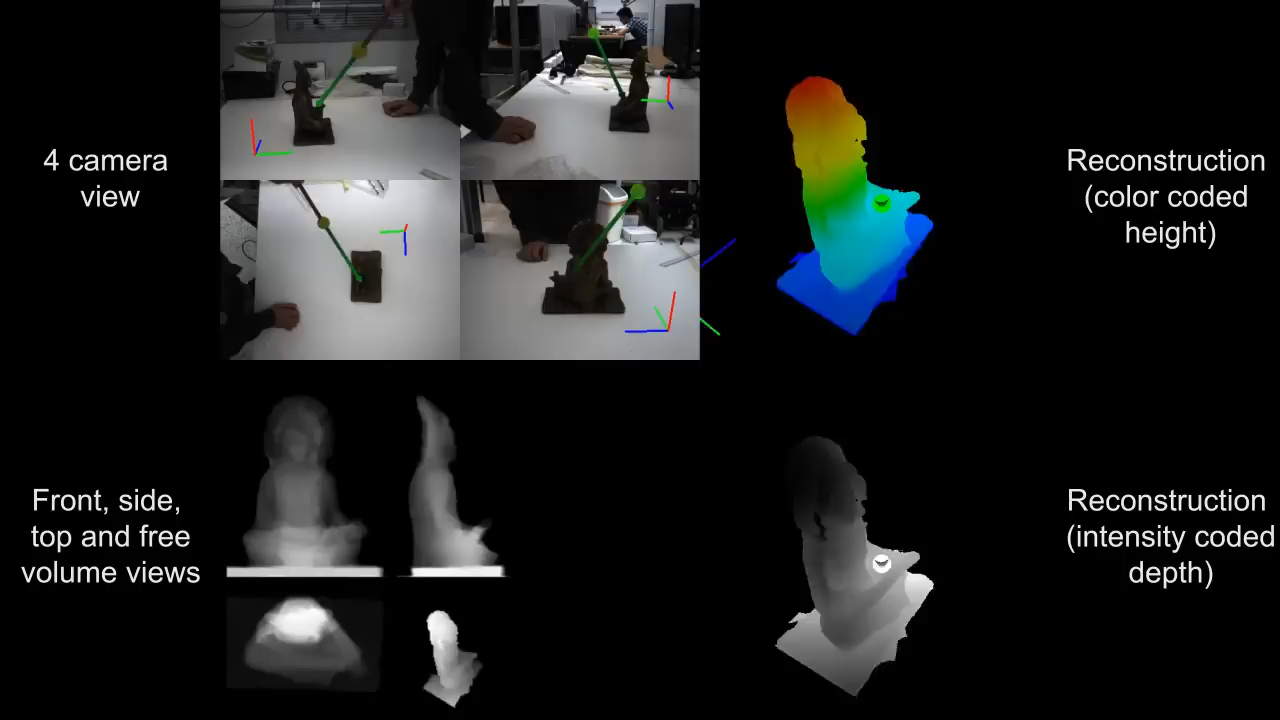 4 camera
view
Reconstruction
(color coded
height)
Front, side,
top and free
volume views
Reconstruction
(intensity coded
depth)